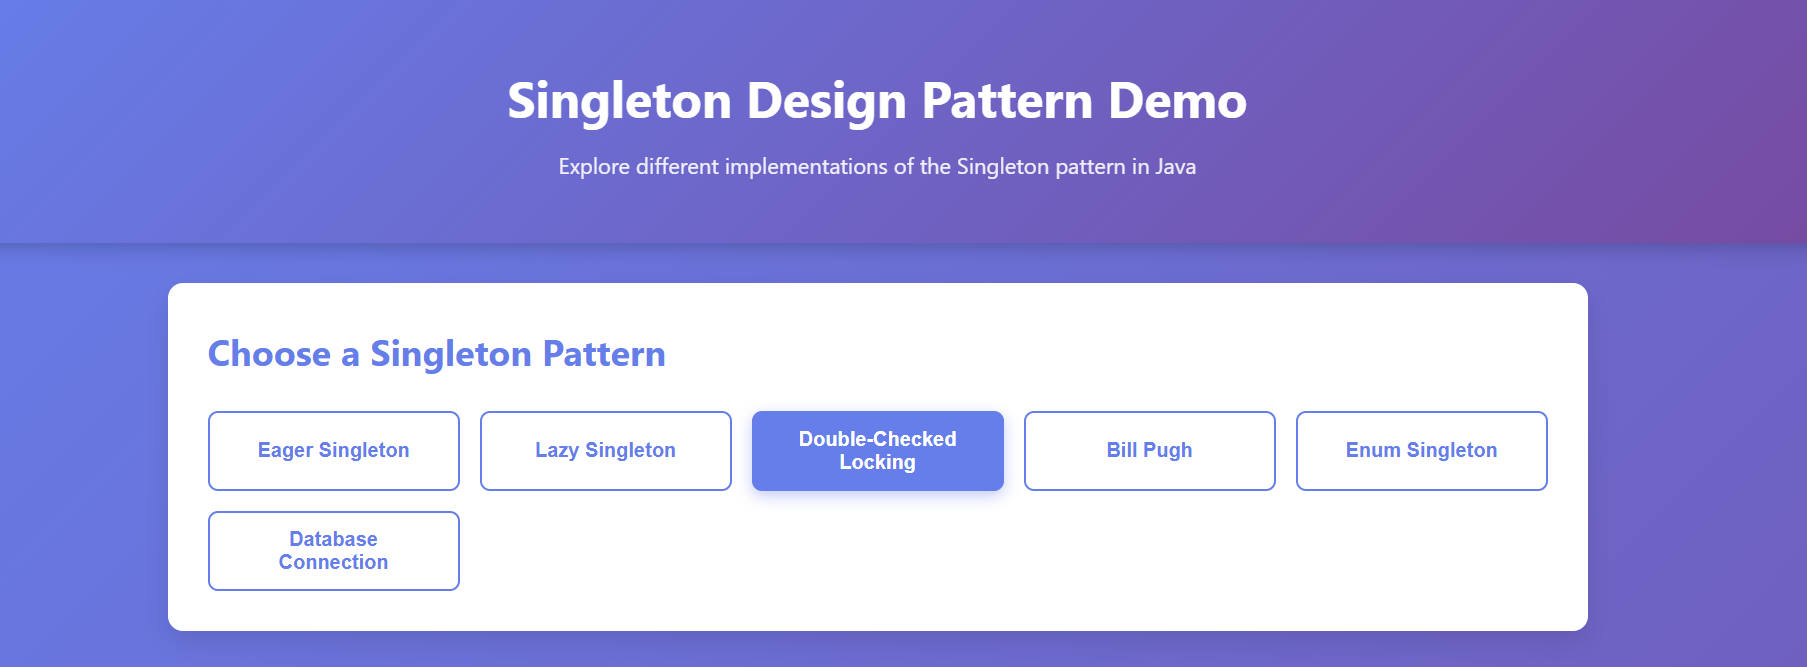 Singleton Design Pattern Demo
Explore different implementations of the Singleton pattern in Java
Choose a Singleton Pattern
Eager Singleton
Lazy Singleton
Double-Checked
Locking
Bill Pugh
Enum Singleton
Database
Connection